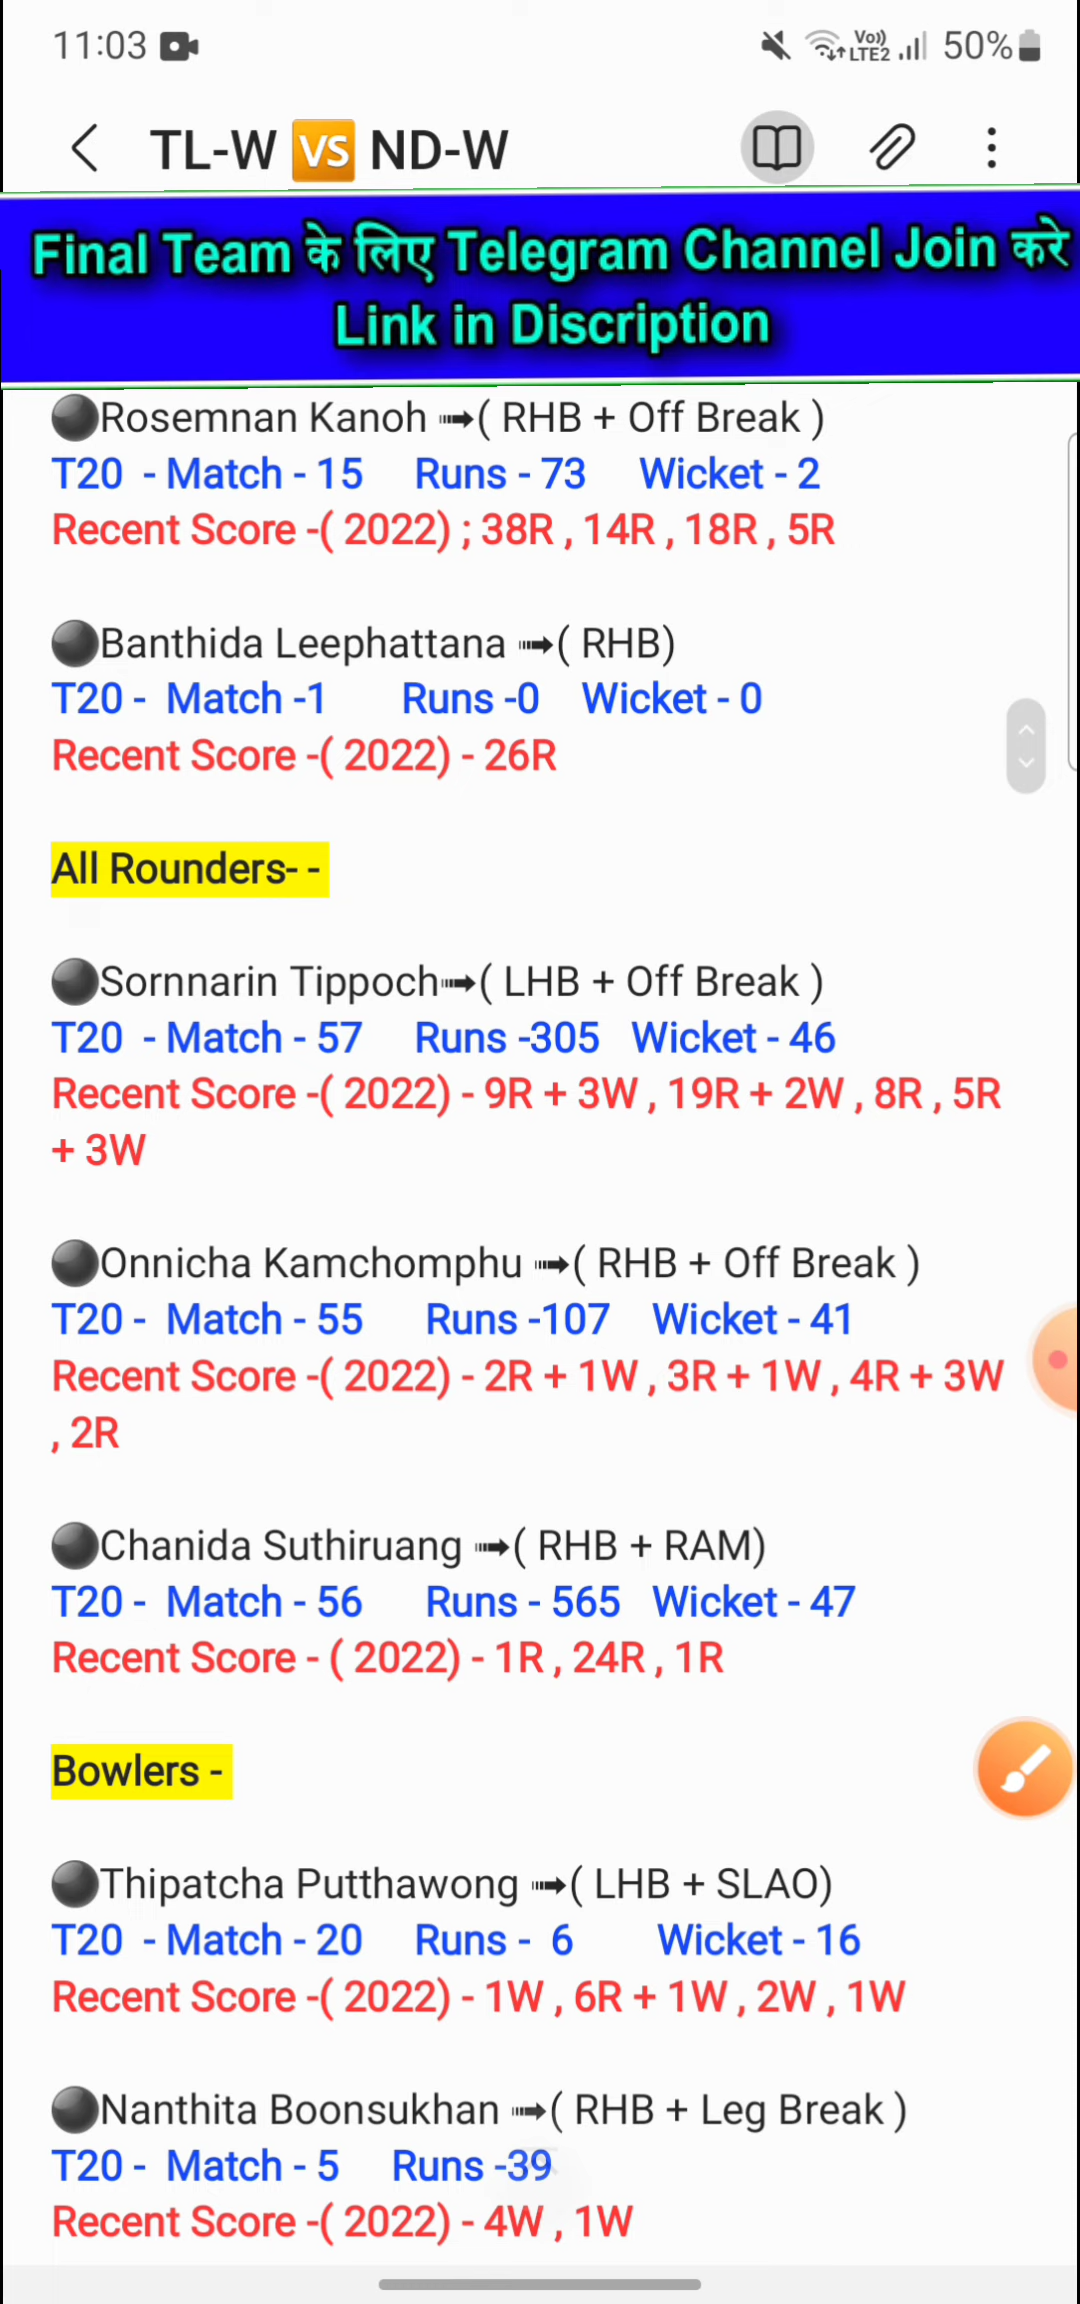 11:03 Vo)) LTE2 50%
TL-W VS ND-W
Final Team के लिए Telegram Channel Join करे
Link in Discription
Rosemnan Kanoh ➟( RHB + Off Break )
T20 - Match - 15 Runs - 73 Wicket - 2
Recent Score -( 2022) ; 38R , 14R , 18R , 5R
Banthida Leephattana ➟( RHB)
T20 - Match -1 Runs -0 Wicket - 0
Recent Score -( 2022) - 26R
All Rounders- -
Sornnarin Tippoch➟( LHB + Off Break )
T20 - Match - 57 Runs -305 Wicket - 46
Recent Score -( 2022) - 9R + 3W , 19R + 2W , 8R , 5R
+ 3W
Onnicha Kamchomphu ➟( RHB + Off Break )
T20 - Match - 55 Runs -107 Wicket - 41
Recent Score -( 2022) - 2R + 1W , 3R + 1W , 4R + 3W
, 2R
Chanida Suthiruang ➟( RHB + RAM)
T20 - Match - 56 Runs - 565 Wicket - 47
Recent Score - ( 2022) - 1R , 24R , 1R
Bowlers -
Thipatcha Putthawong ➟( LHB + SLAO)
T20 - Match - 20 Runs - 6 Wicket - 16
Recent Score -( 2022) - 1W , 6R + 1W , 2W , 1W
Nanthita Boonsukhan ➟( RHB + Leg Break )
T20 - Match - 5 Runs -39
Recent Score -( 2022) - 4W , 1W